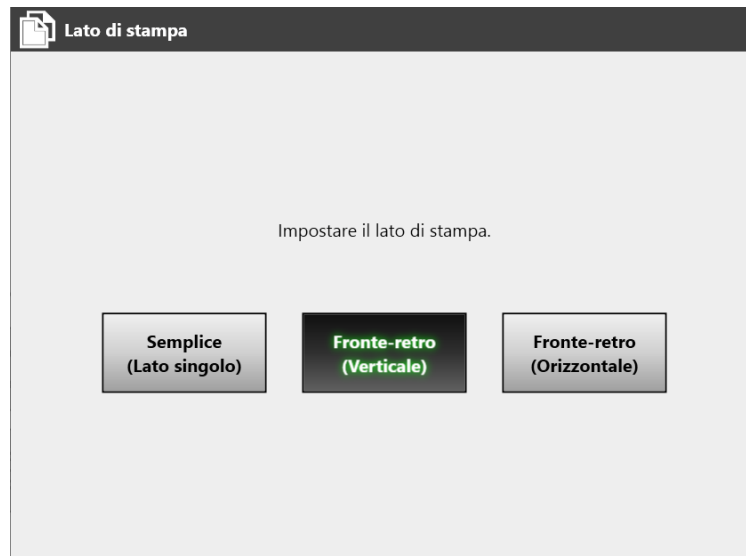 Lato di stampa
Impostare il lato di stampa.
Semplice
(Lato singolo)
Fronte-retro
(Verticale)
Fronte-retro
(Orizzontale)